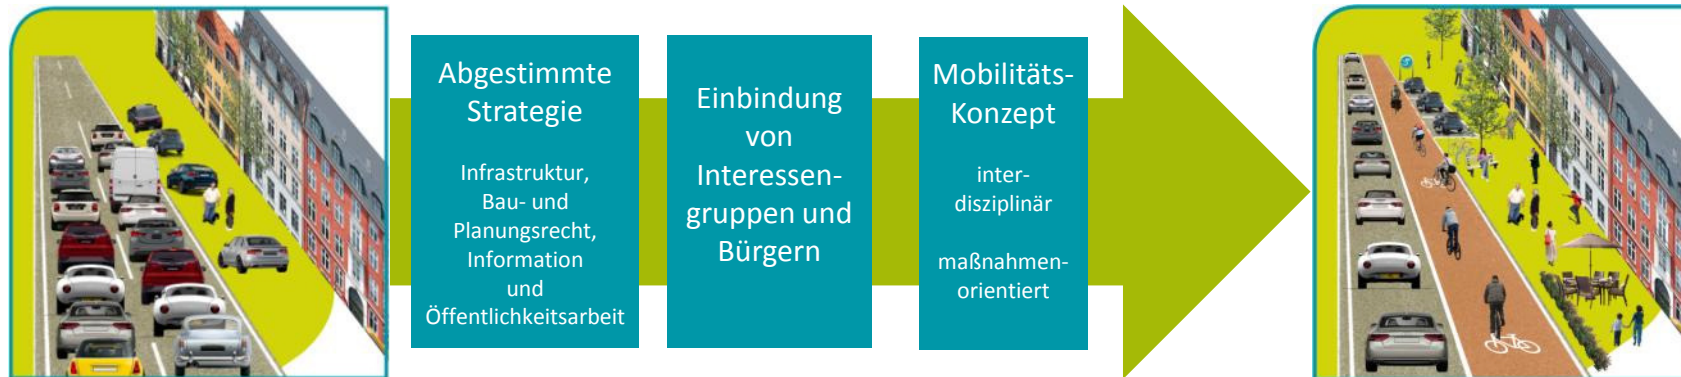 Abgestimmte
Strategie
Infrastruktur,
Bau- und
Planungsrecht,
Information
und
Öffentlichkeitsarbeit
Einbindung
von
Interessen-
gruppen und
Bürgern
Mobilitäts-
Konzept
inter-
disziplinär
maßnahmen-
orientiert